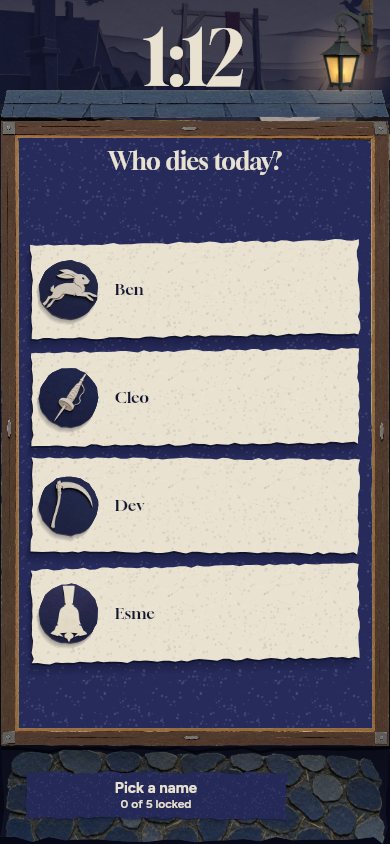 1:12
Who dies today?
Ben
Cleo
Dev
Esme
Pick a name
0 of 5 locked